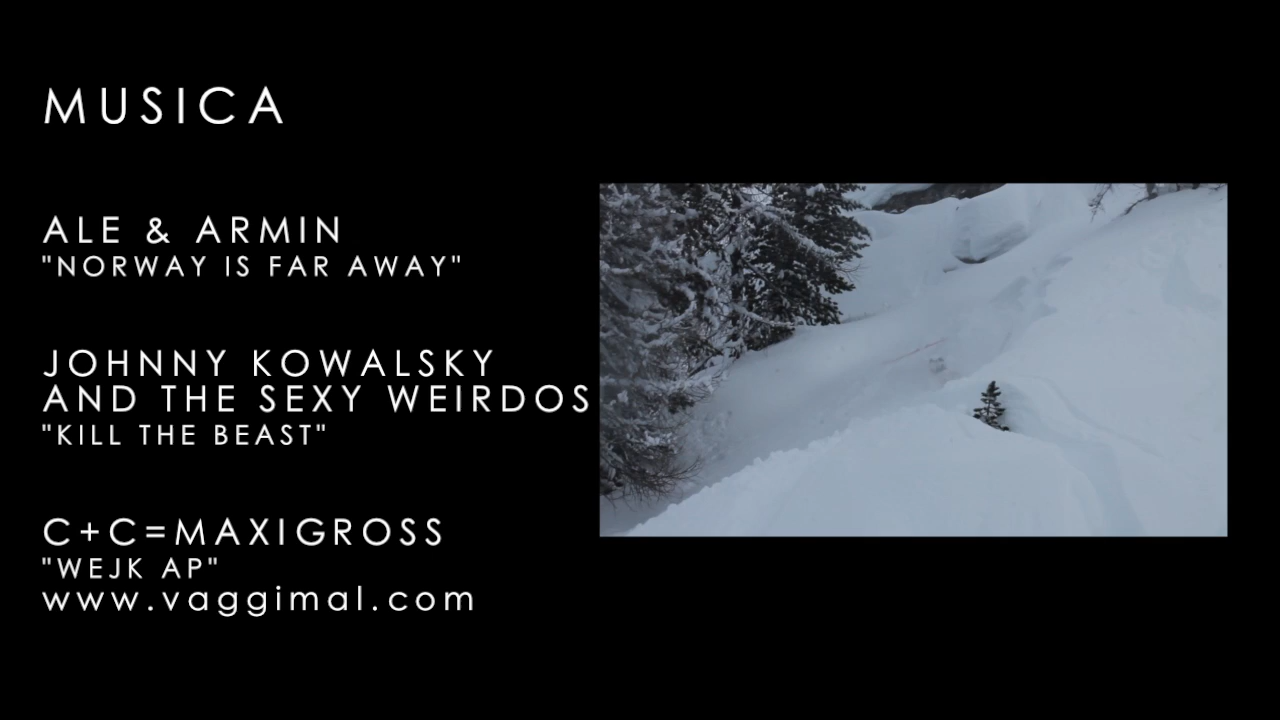 MUSICA
ALE & ARMIN
"NORWAY IS FAR AWAY"
JOHNNY KOWALSKY
AND THE SEXY WEIRDOS
"KILL THE BEAST"
C+C=MAXIGROSS
"WEJK AP"
www.vaggimal.com